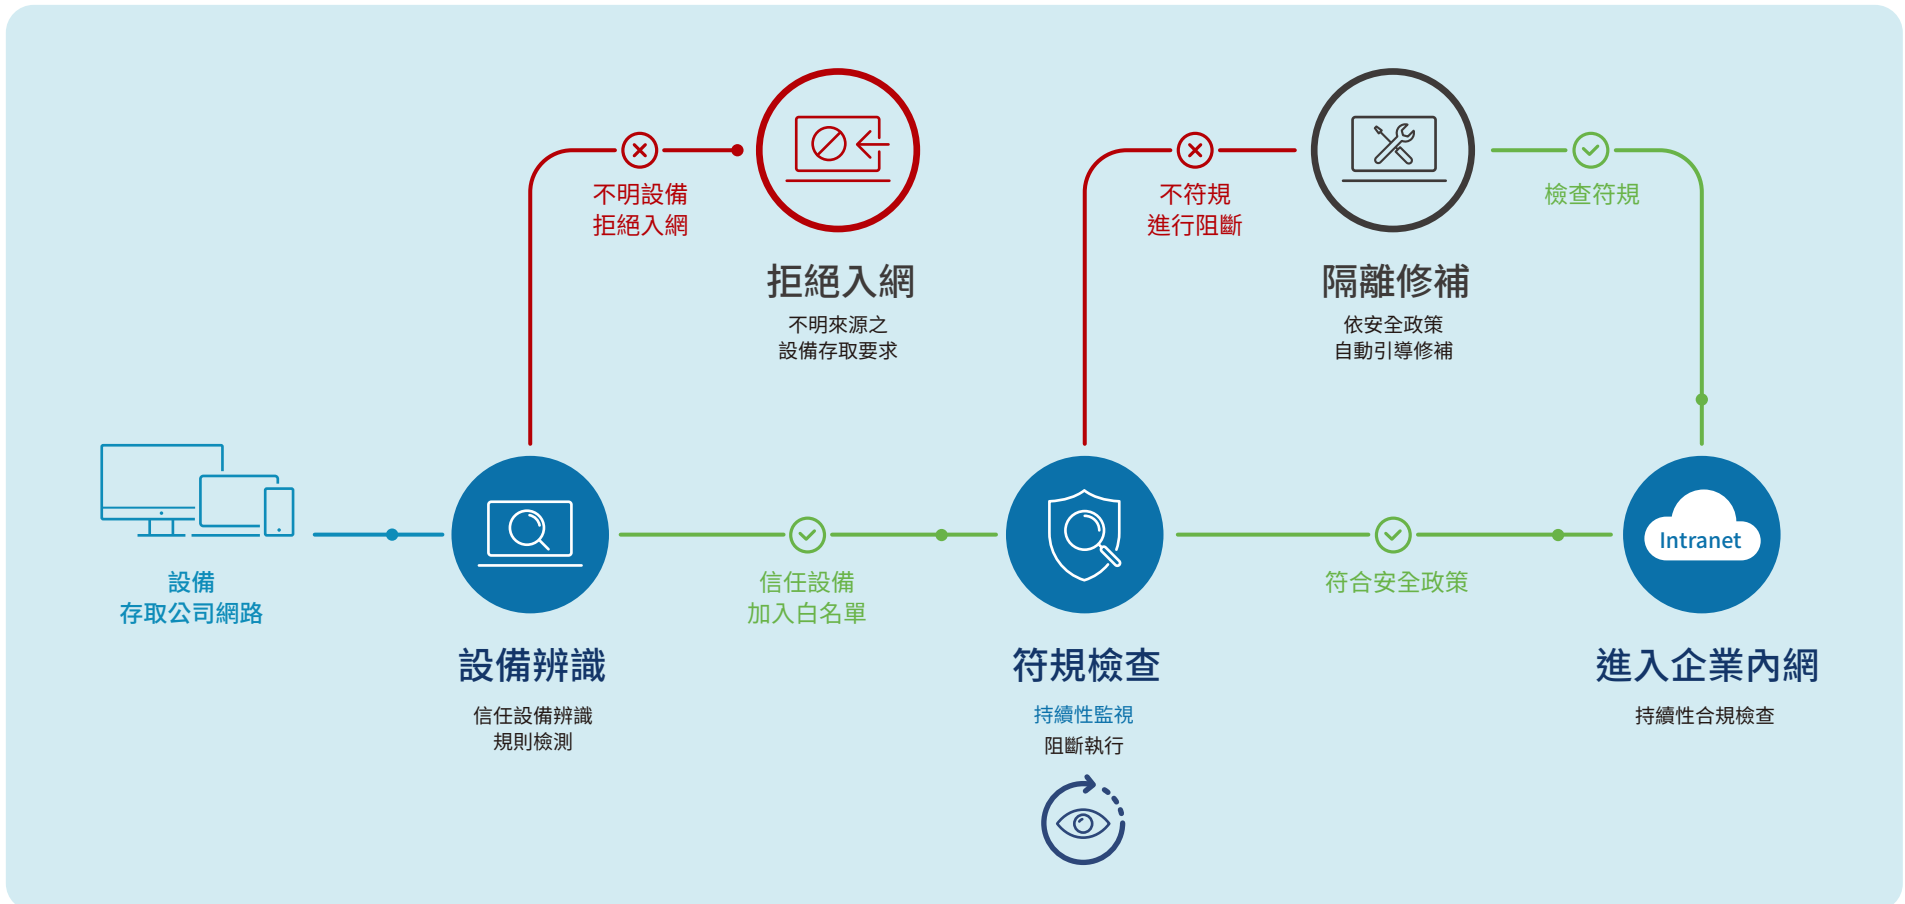 不明設備
拒絕入網
拒絕入網
不明來源之
設備存取要求
不符規
進行阻斷
隔離修補
依安全政策
自動引導修補
檢查符規
設備
存取公司網路
設備辨識
信任設備辨識
規則檢測
信任設備
加入白名單
符規檢查
持續性監視
阻斷執行
符合安全政策
Intranet
進入企業內網
持續性合規檢查